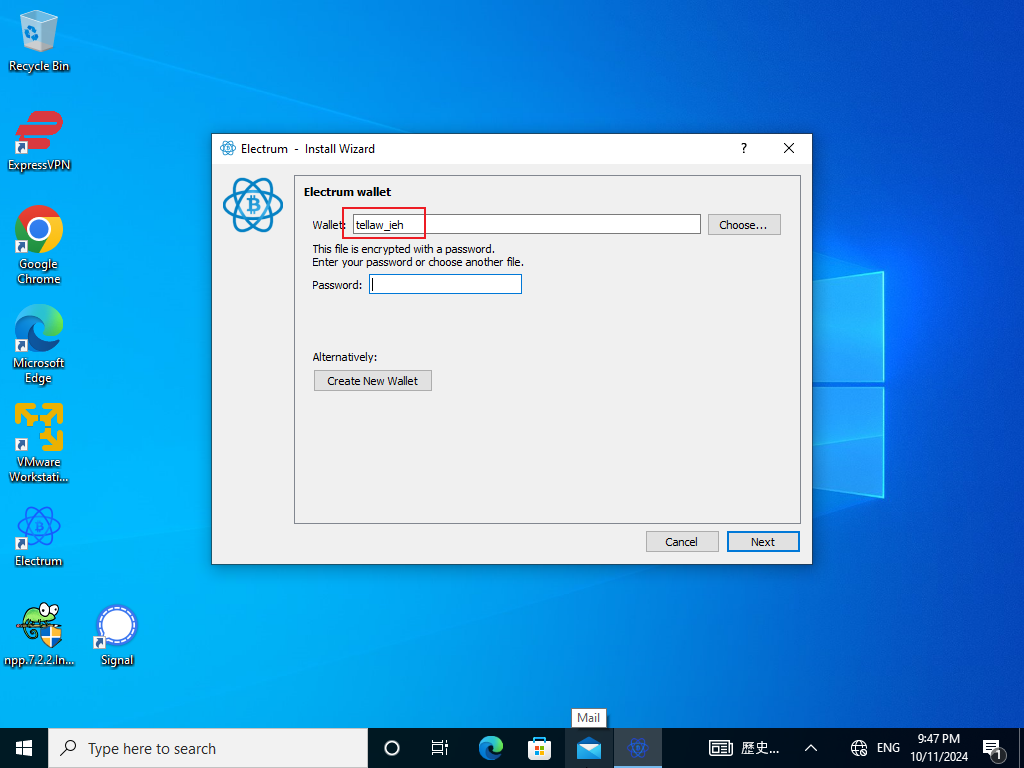 Recycle Bin
ExpressVPN
Google
Chrome
Microsoft
Edge
VMware
Workstati...
Electrum
npp.7.2.2.In...
Signal
Electrum - Install Wizard
?
Electrum wallet
Wallet: tellaw_ieh
Choose...
This file is encrypted with a password.
Enter your password or choose another file.
Password:
Alternatively:
Create New Wallet
Cancel
Next
Mail
Type here to search
歷史...
ENG
9:47 PM
10/11/2024
1